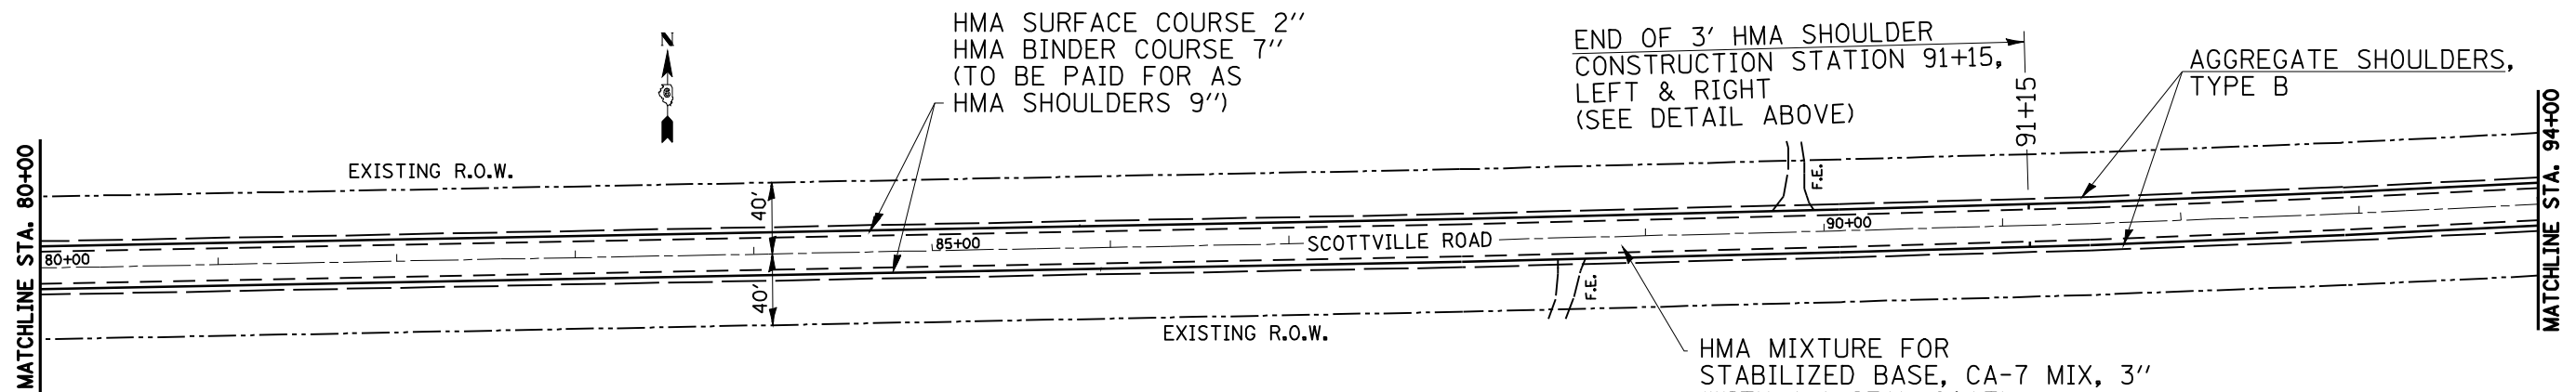 HMA SURFACE COURSE 2"
HMA BINDER COURSE 7"
(TO BE PAID FOR AS
HMA SHOULDERS 9")
N
END OF 3' HMA SHOULDER
CONSTRUCTION STATION 91+15,
LEFT & RIGHT
(SEE DETAIL ABOVE)
91+15
AGGREGATE SHOULDERS,
TYPE B
MATCHLINE STA. 80+00
MATCHLINE STA. 94+00
EXISTING R.O.W.
40'
F.E.
80+00
85+00
SCOTTVILLE ROAD
90+00
40'
F.E.
EXISTING R.O.W.
HMA MIXTURE FOR
STABILIZED BASE, CA-7 MIX, 3"